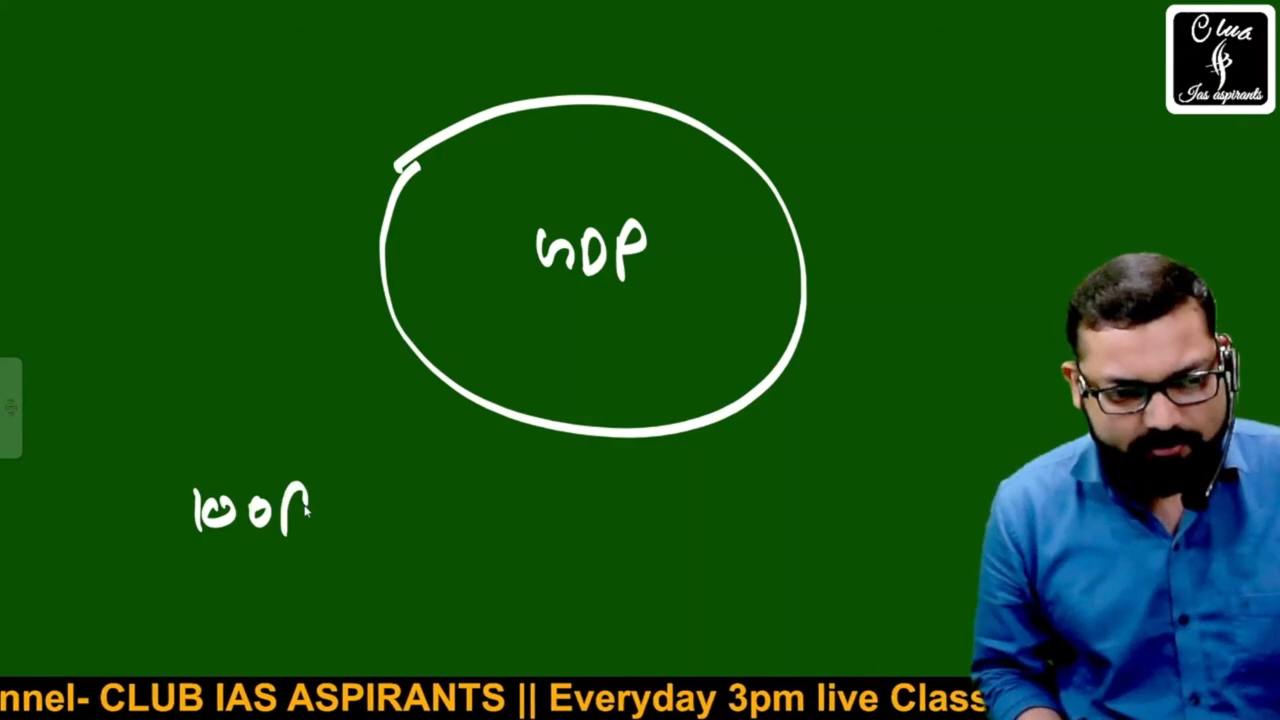 Club
Ias aspirants
GDP
nnel- CLUB IAS ASPIRANTS || Everyday 3pm live Class